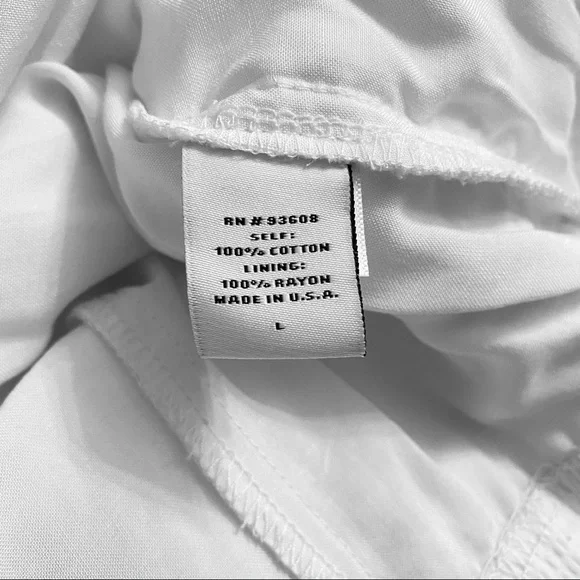 RN # 93608
SELF:
100% COTTON
LINING:
100% RAYON
MADE IN U.S.A.
L